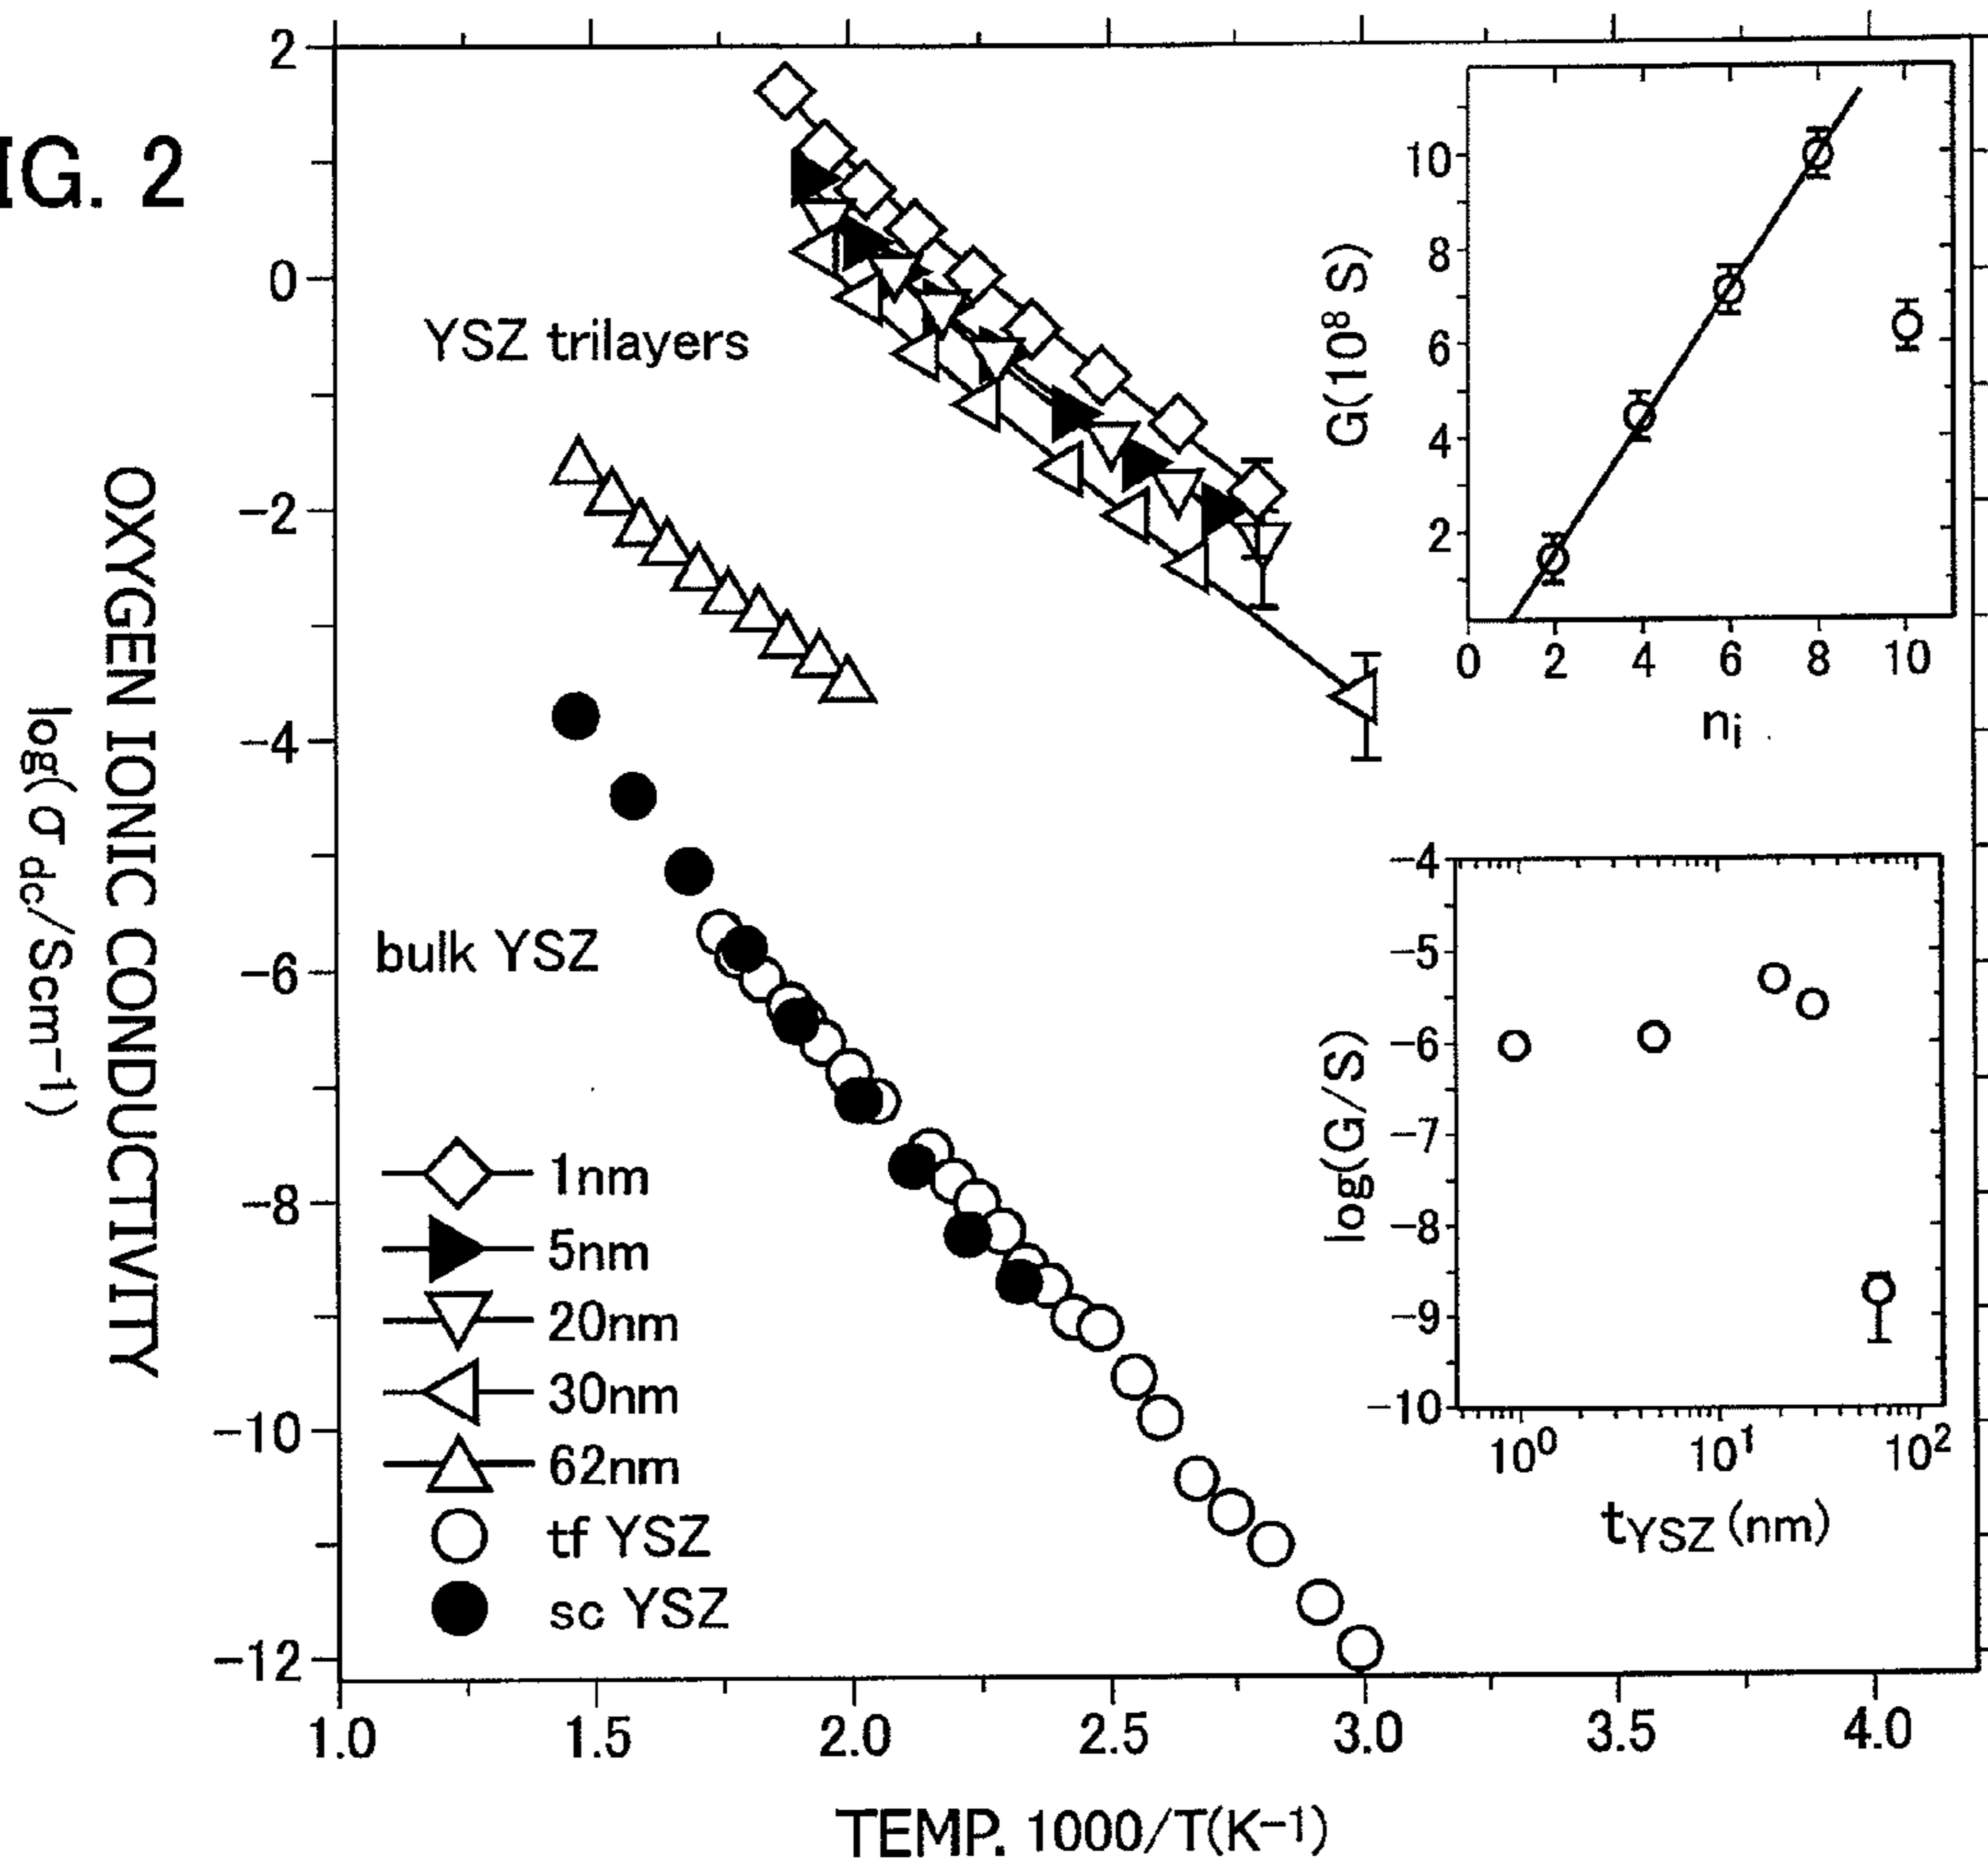 IG. 2
OXYGEN IONIC CONDUCTIVITY
log(σdc/Scm⁻¹)
2
0
−2
−4
−6
−8
−10
−12
YSZ trilayers
bulk YSZ
1nm
5nm
20nm
30nm
62nm
tf YSZ
sc YSZ
1.0 1.5 2.0 2.5 3.0 3.5 4.0
TEMP. 1000/T(K⁻¹)
G(10⁸ S)
10
8
6
4
2
0 2 4 6 8 10
nᵢ
log(G/S)
−4
−5
−6
−7
−8
−9
−10
10⁰ 10¹ 10²
tYSZ (nm)